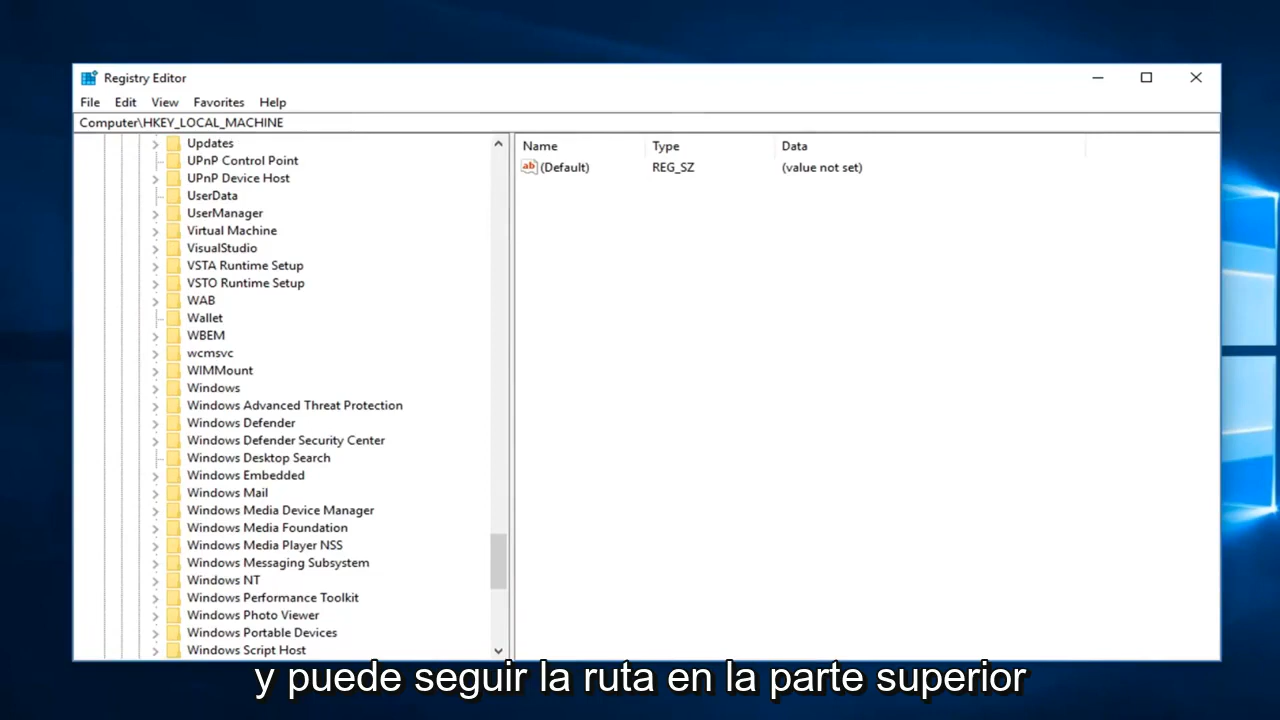 Registry Editor
File Edit View Favorites Help
Computer\HKEY_LOCAL_MACHINE
Updates
UPnP Control Point
UPnP Device Host
UserData
UserManager
Virtual Machine
VisualStudio
VSTA Runtime Setup
VSTO Runtime Setup
WAB
Wallet
WBEM
wcmsvc
WIMMount
Windows
Windows Advanced Threat Protection
Windows Defender
Windows Defender Security Center
Windows Desktop Search
Windows Embedded
Windows Mail
Windows Media Device Manager
Windows Media Foundation
Windows Media Player NSS
Windows Messaging Subsystem
Windows NT
Windows Performance Toolkit
Windows Photo Viewer
Windows Portable Devices
Windows Script Host
Name Type Data
ab (Default) REG_SZ (value not set)
y puede seguir la ruta en la parte superior